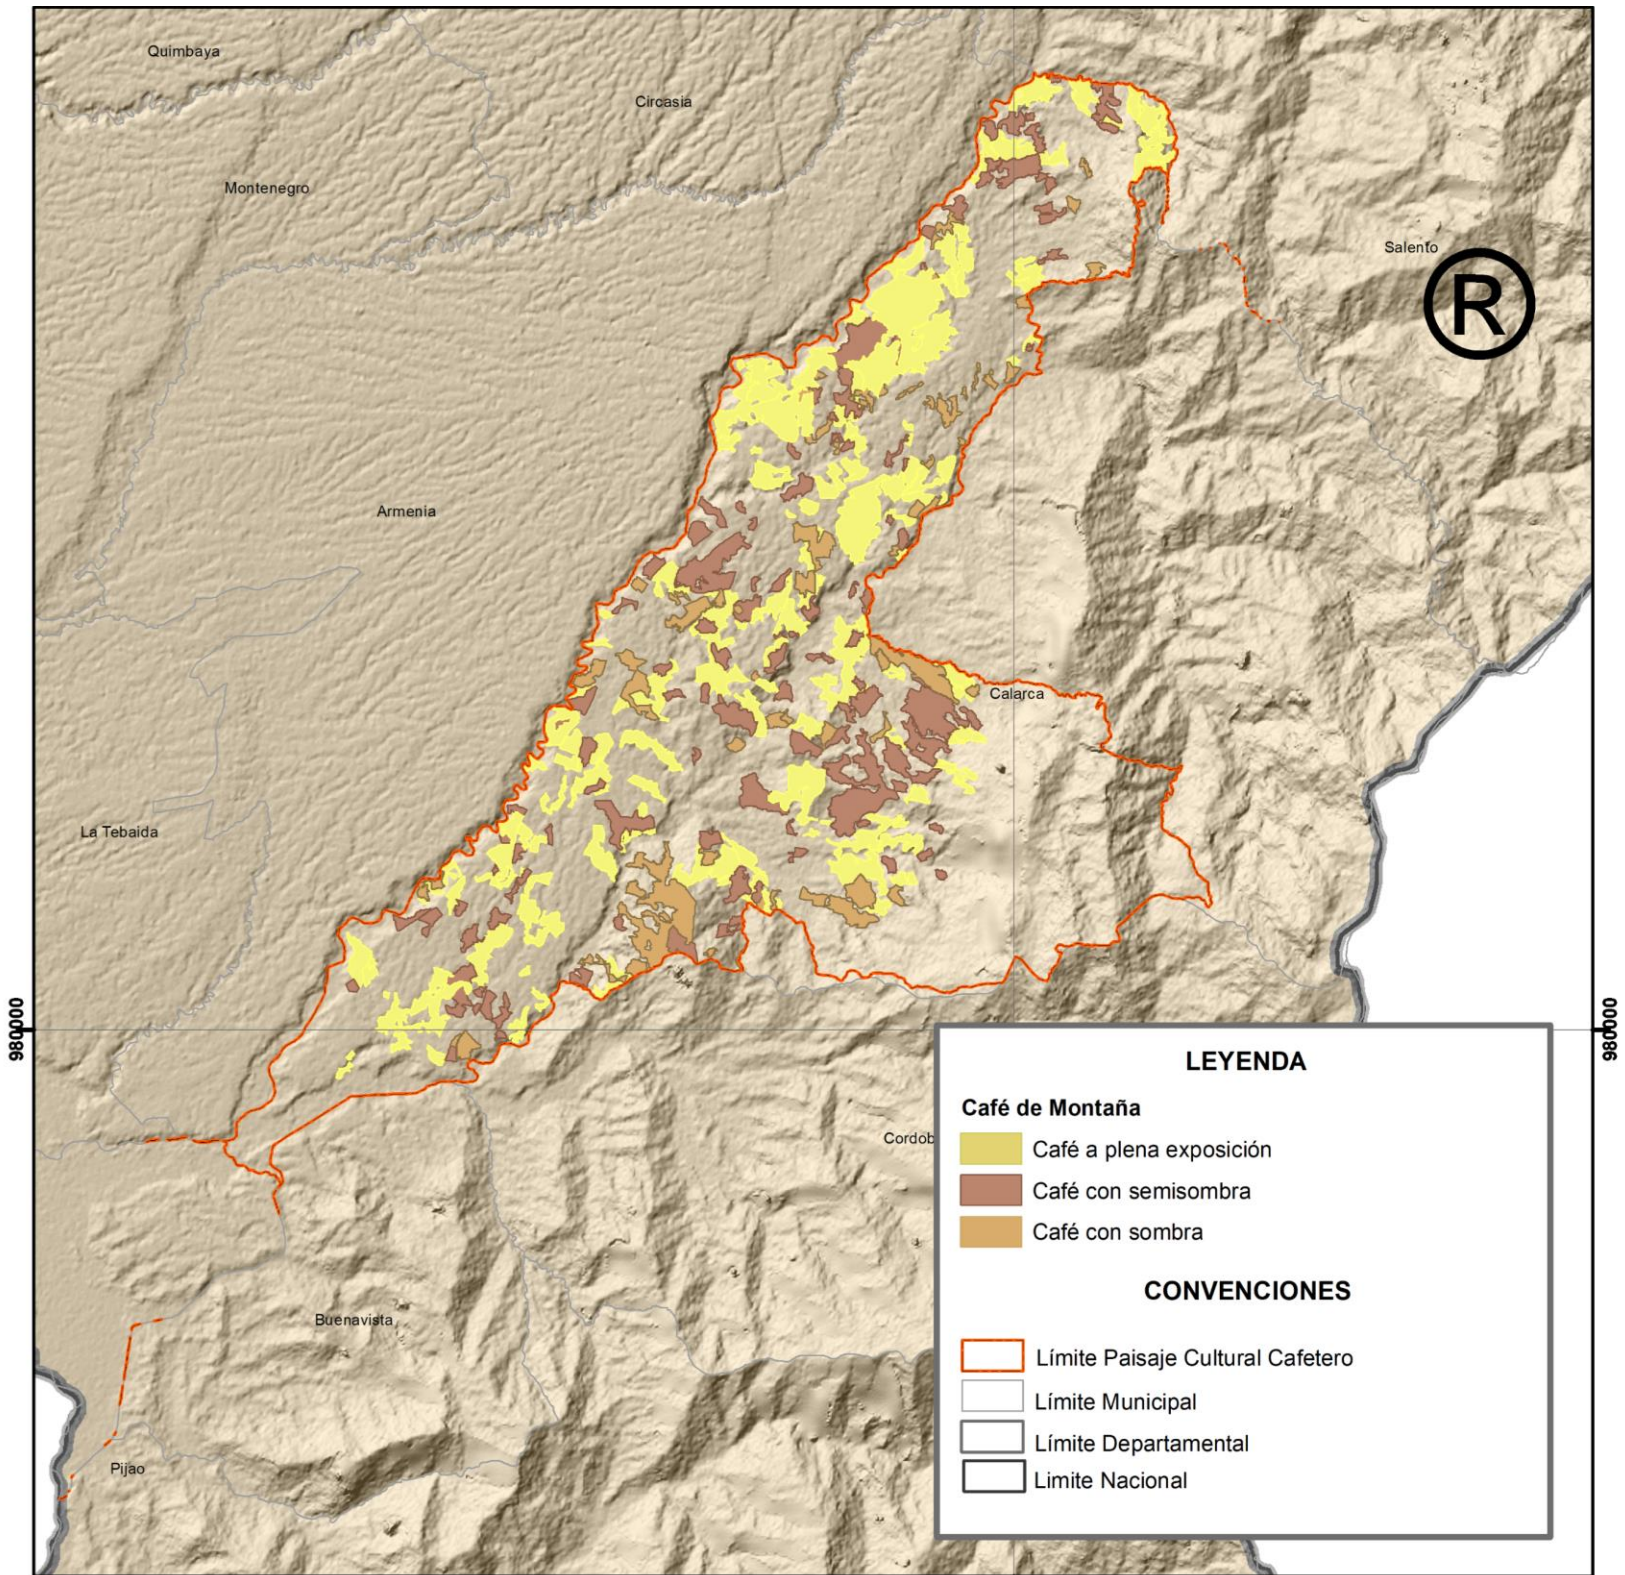 Quimbaya
Circasia
Montenegro
Salento
®
Armenia
Calarca
La Tebaida
980000
980000
Cordob
Buenavista
Pijao
LEYENDA
Café de Montaña
Café a plena exposición
Café con semisombra
Café con sombra
CONVENCIONES
Límite Paisaje Cultural Cafetero
Límite Municipal
Límite Departamental
Limite Nacional